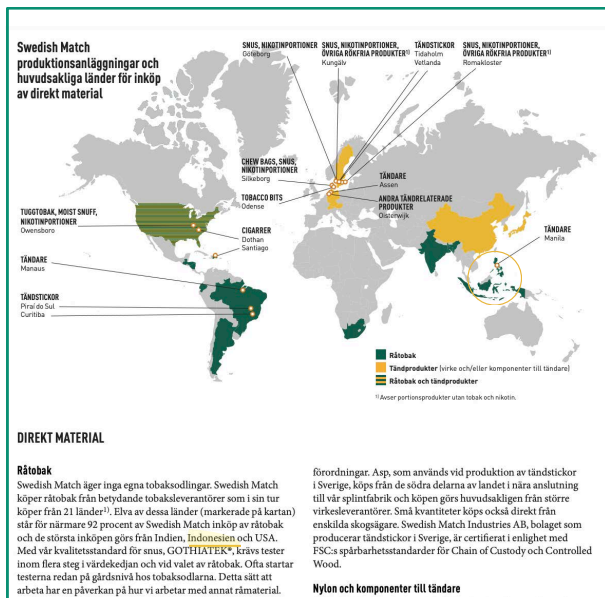 Swedish Match
produktionsanläggningar och
huvudsakliga länder för inköp
av direkt material
SNUS, NIKOTINPORTIONER
Göteborg
SNUS, NIKOTINPORTIONER,
ÖVRIGA RÖKFRIA PRODUKTER¹⁾
Kungälv
TÄNDSTICKOR
Tidaholm
Vetlanda
SNUS, NIKOTINPORTIONER,
ÖVRIGA RÖKFRIA PRODUKTER¹⁾
Romakloster
CHEW BAGS, SNUS,
NIKOTINPORTIONER
Silkeborg
TOBACCO BITS
Odense
TÄNDARE
Assen
ANDRA TÄNDRELATERADE
PRODUKTER
Oisterwijk
TUGGTOBAK, MOIST SNUFF,
NIKOTINPORTIONER
Owensboro
CIGARRER
Dothan
Santiago
TÄNDARE
Manila
TÄNDARE
Manaus
TÄNDSTICKOR
Piraí do Sul
Curitiba
Råtobak
Tändprodukter (virke och/eller komponenter till tändare)
Råtobak och tändprodukter
¹⁾ Avser portionsprodukter utan tobak och nikotin.
DIREKT MATERIAL
Råtobak
Swedish Match äger inga egna tobaksodlingar. Swedish Match
köper råtobak från betydande tobaksleverantörer som i sin tur
köper från 21 länder¹⁾. Elva av dessa länder (markerade på kartan)
står för närmare 92 procent av Swedish Match inköp av råtobak
och de största inköpen görs från Indien, Indonesien och USA.
Med vår kvalitetsstandard för snus, GOTHIATEK®, krävs tester
inom flera steg i värdekedjan och vid valet av råtobak. Ofta startar
testerna redan på gårdsnivå hos tobaksodlarna. Detta sätt att
arbeta har en påverkan på hur vi arbetar med annat råmaterial.
förordningar. Asp, som används vid produktion av tändstickor
i Sverige, köps från de södra delarna av landet i nära anslutning
till vår splintfabrik och köpen görs huvudsakligen från större
virkesleverantörer. Små kvantiteter köps också direkt från
enskilda skogsägare. Swedish Match Industries AB, bolaget som
producerar tändstickor i Sverige, är certifierat i enlighet med
FSC:s spårbarhetsstandarder för Chain of Custody och Controlled
Wood.
Nylon och komponenter till tändare